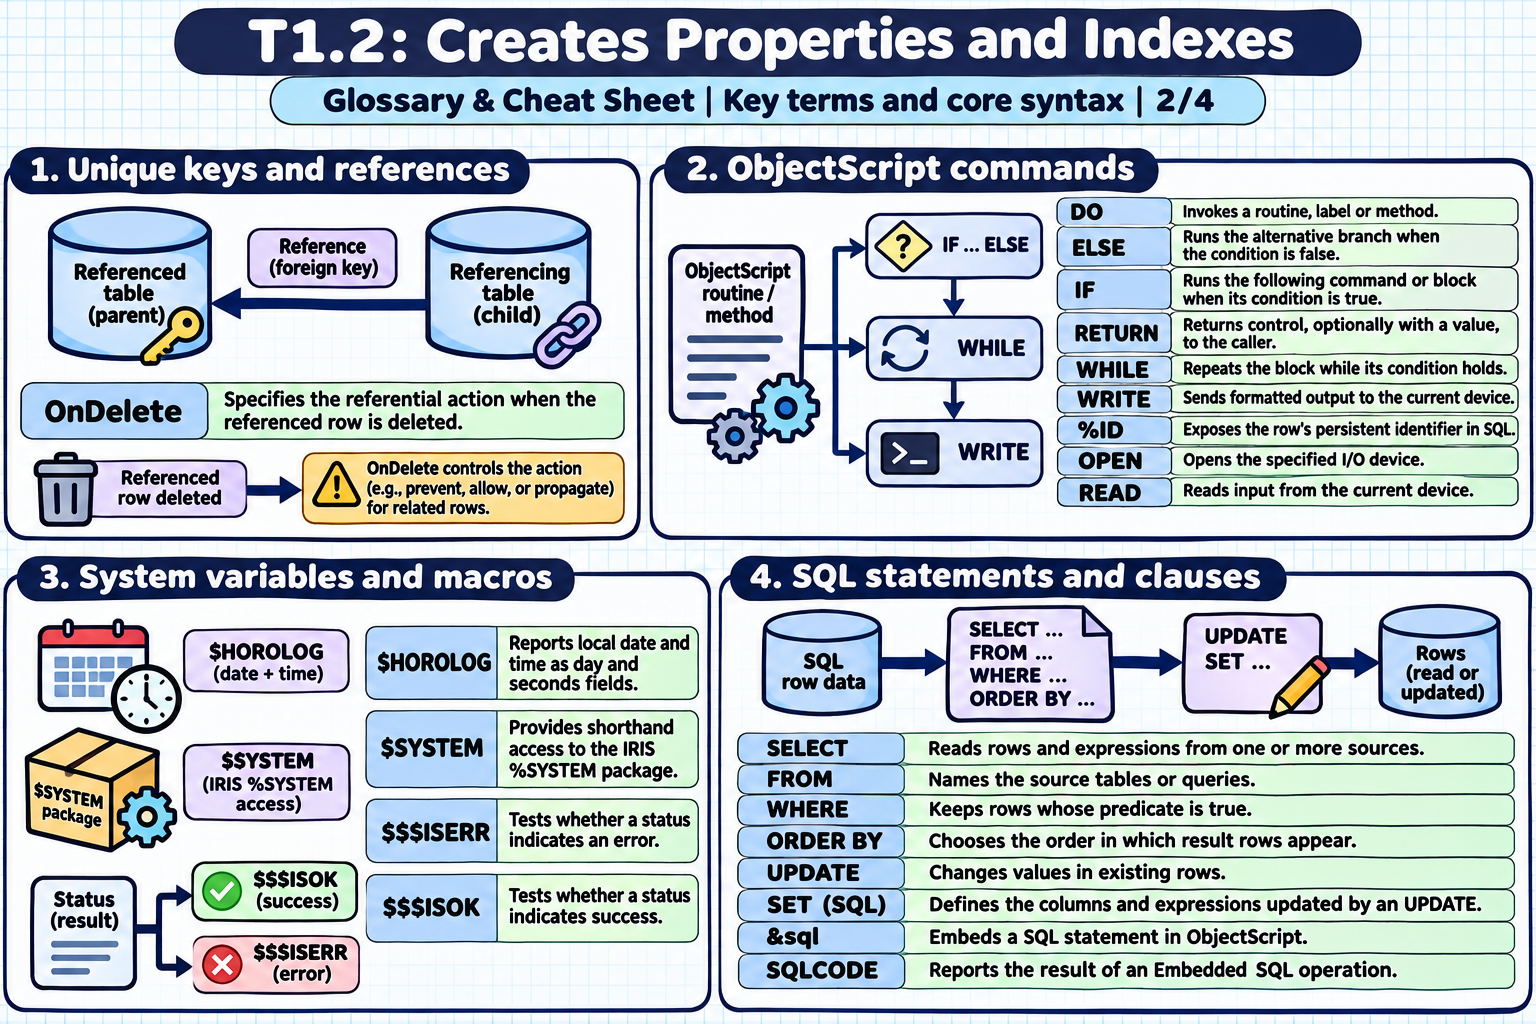 T1.2: Creates Properties and Indexes
Glossary & Cheat Sheet | Key terms and core syntax | 2/4
1. Unique keys and references
Referenced
table
(parent)
Reference
(foreign key)
Referencing
table
(child)
OnDelete
Specifies the referential action when the
referenced row is deleted.
Referenced
row deleted
OnDelete controls the action
(e.g., prevent, allow, or propagate)
for related rows.
2. ObjectScript commands
ObjectScript
routine /
method
?
IF ... ELSE
WHILE
>_
WRITE
DO
Invokes a routine, label or method.
ELSE
Runs the alternative branch when
the condition is false.
IF
Runs the following command or block
when its condition is true.
RETURN
Returns control, optionally with a value,
to the caller.
WHILE
Repeats the block while its condition holds.
WRITE
Sends formatted output to the current device.
%ID
Exposes the row's persistent identifier in SQL.
OPEN
Opens the specified I/O device.
READ
Reads input from the current device.
3. System variables and macros
$HOROLOG
(date + time)
$SYSTEM
package
$SYSTEM
(IRIS %SYSTEM
access)
Status
(result)
$$$ISOK
(success)
$$$ISERR
(error)
$HOROLOG
Reports local date and
time as day and
seconds fields.
$SYSTEM
Provides shorthand
access to the IRIS
%SYSTEM package.
$$$ISERR
Tests whether a status
indicates an error.
$$$ISOK
Tests whether a status
indicates success.
4. SQL statements and clauses
SQL
row data
SELECT ...
FROM ...
WHERE ...
ORDER BY ...
UPDATE
SET ...
Rows
(read or
updated)
SELECT
Reads rows and expressions from one or more sources.
FROM
Names the source tables or queries.
WHERE
Keeps rows whose predicate is true.
ORDER BY
Chooses the order in which result rows appear.
UPDATE
Changes values in existing rows.
SET (SQL)
Defines the columns and expressions updated by an UPDATE.
&sql
Embeds a SQL statement in ObjectScript.
SQLCODE
Reports the result of an Embedded SQL operation.